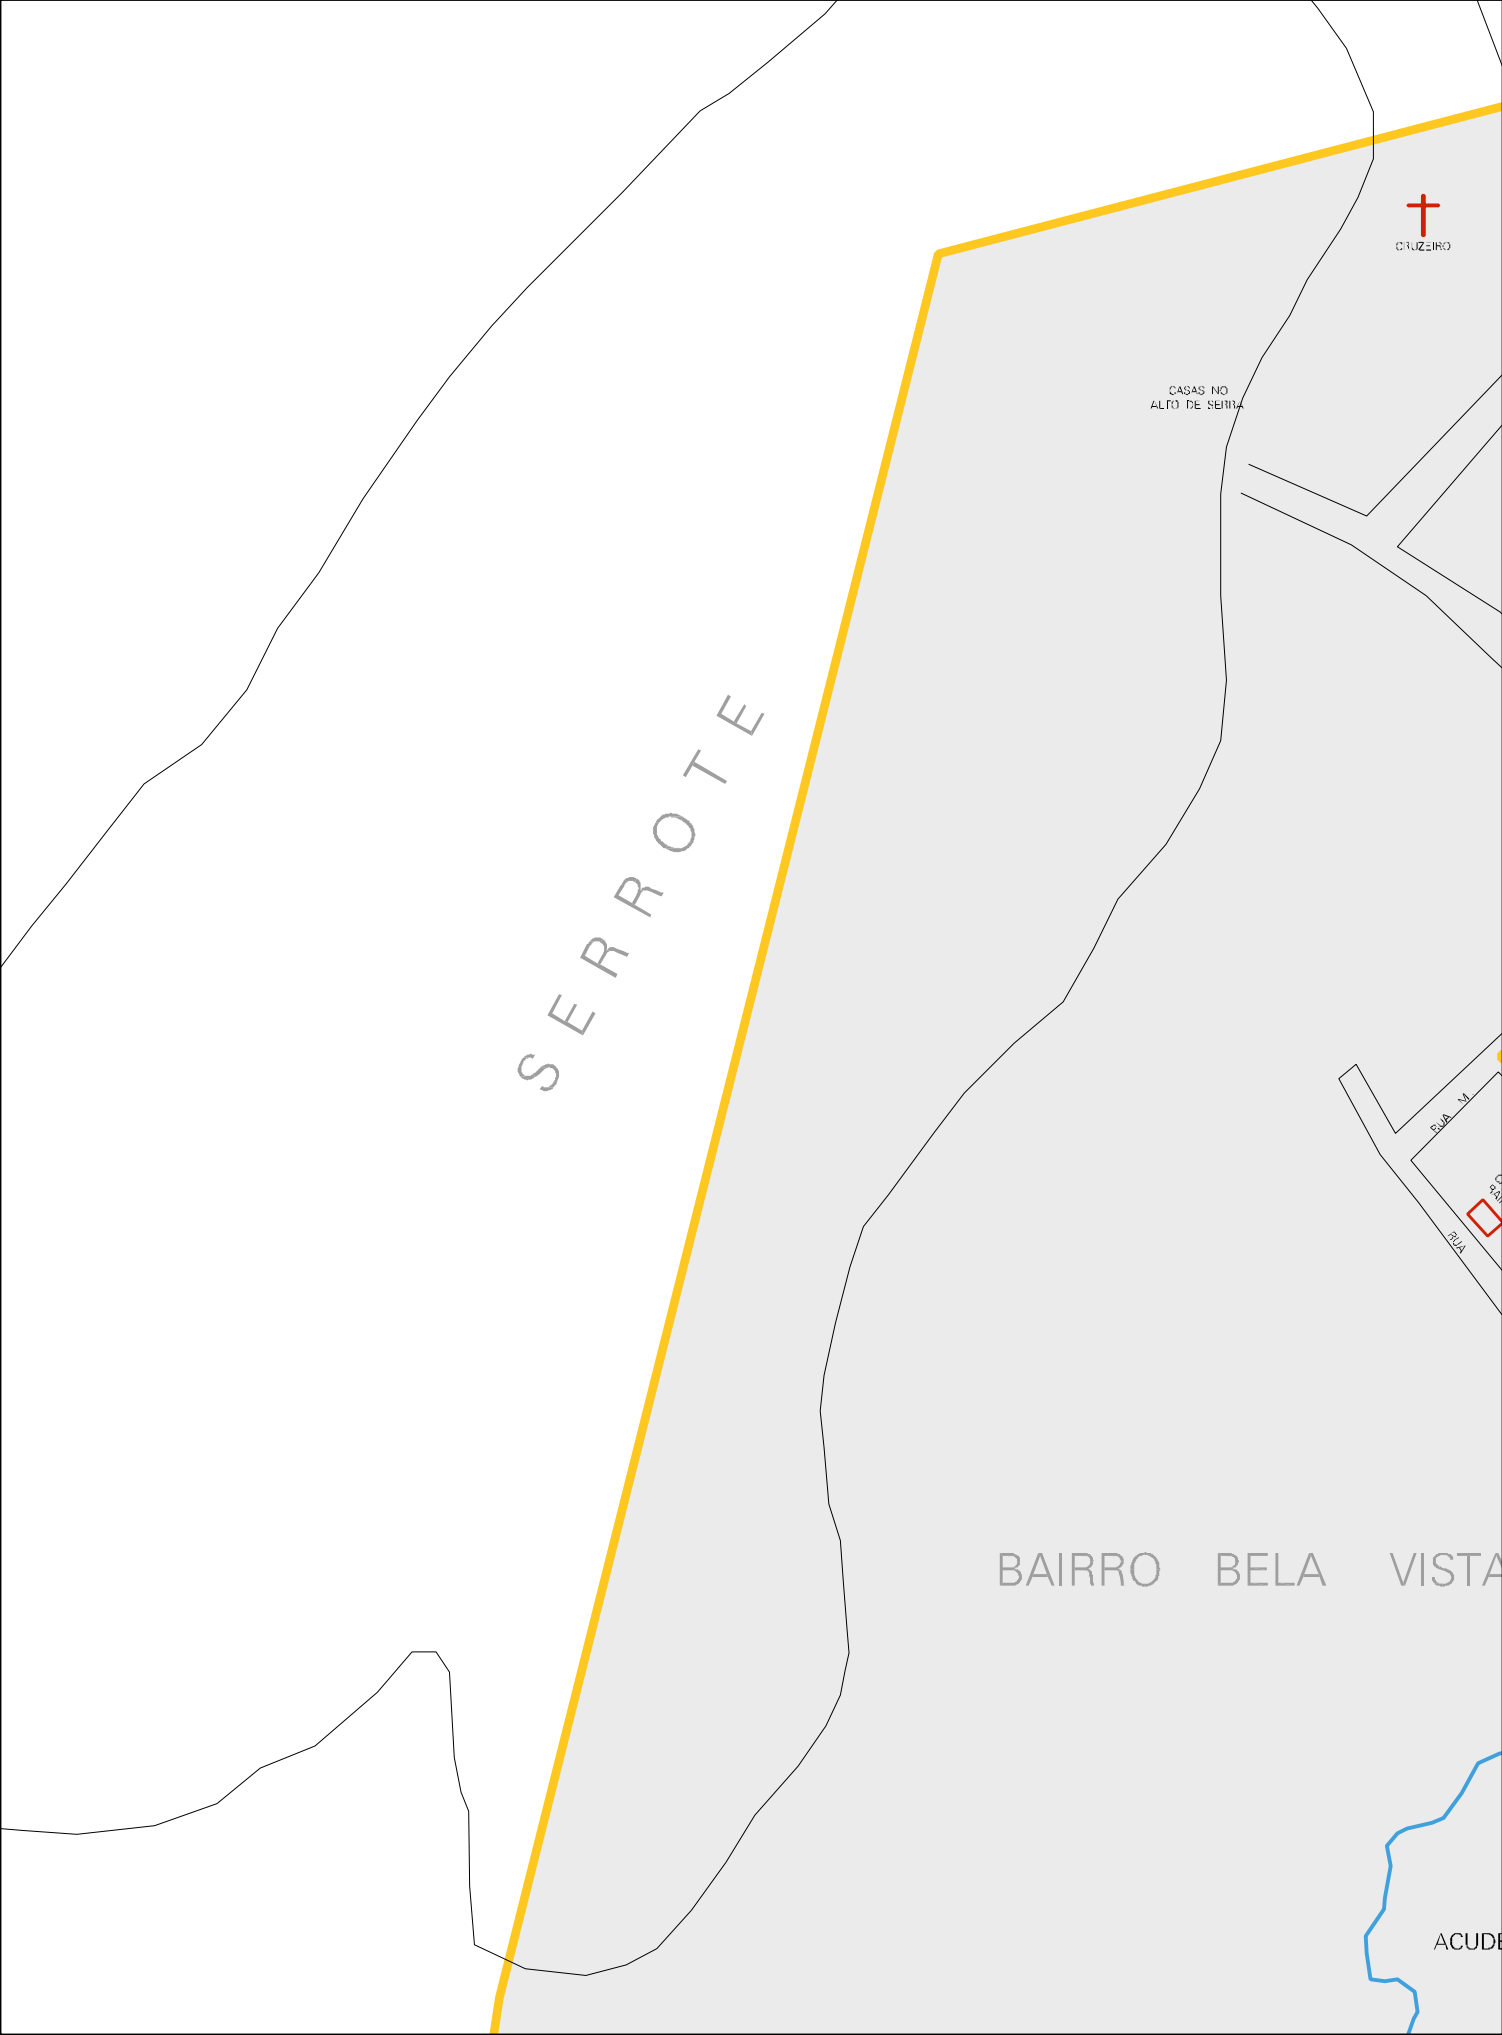 CRUZEIRO
CASAS NO
ALTO DE SERRA
SERROTE
RUA M.
RUA
BAIRRO BELA VISTA
ACUDE